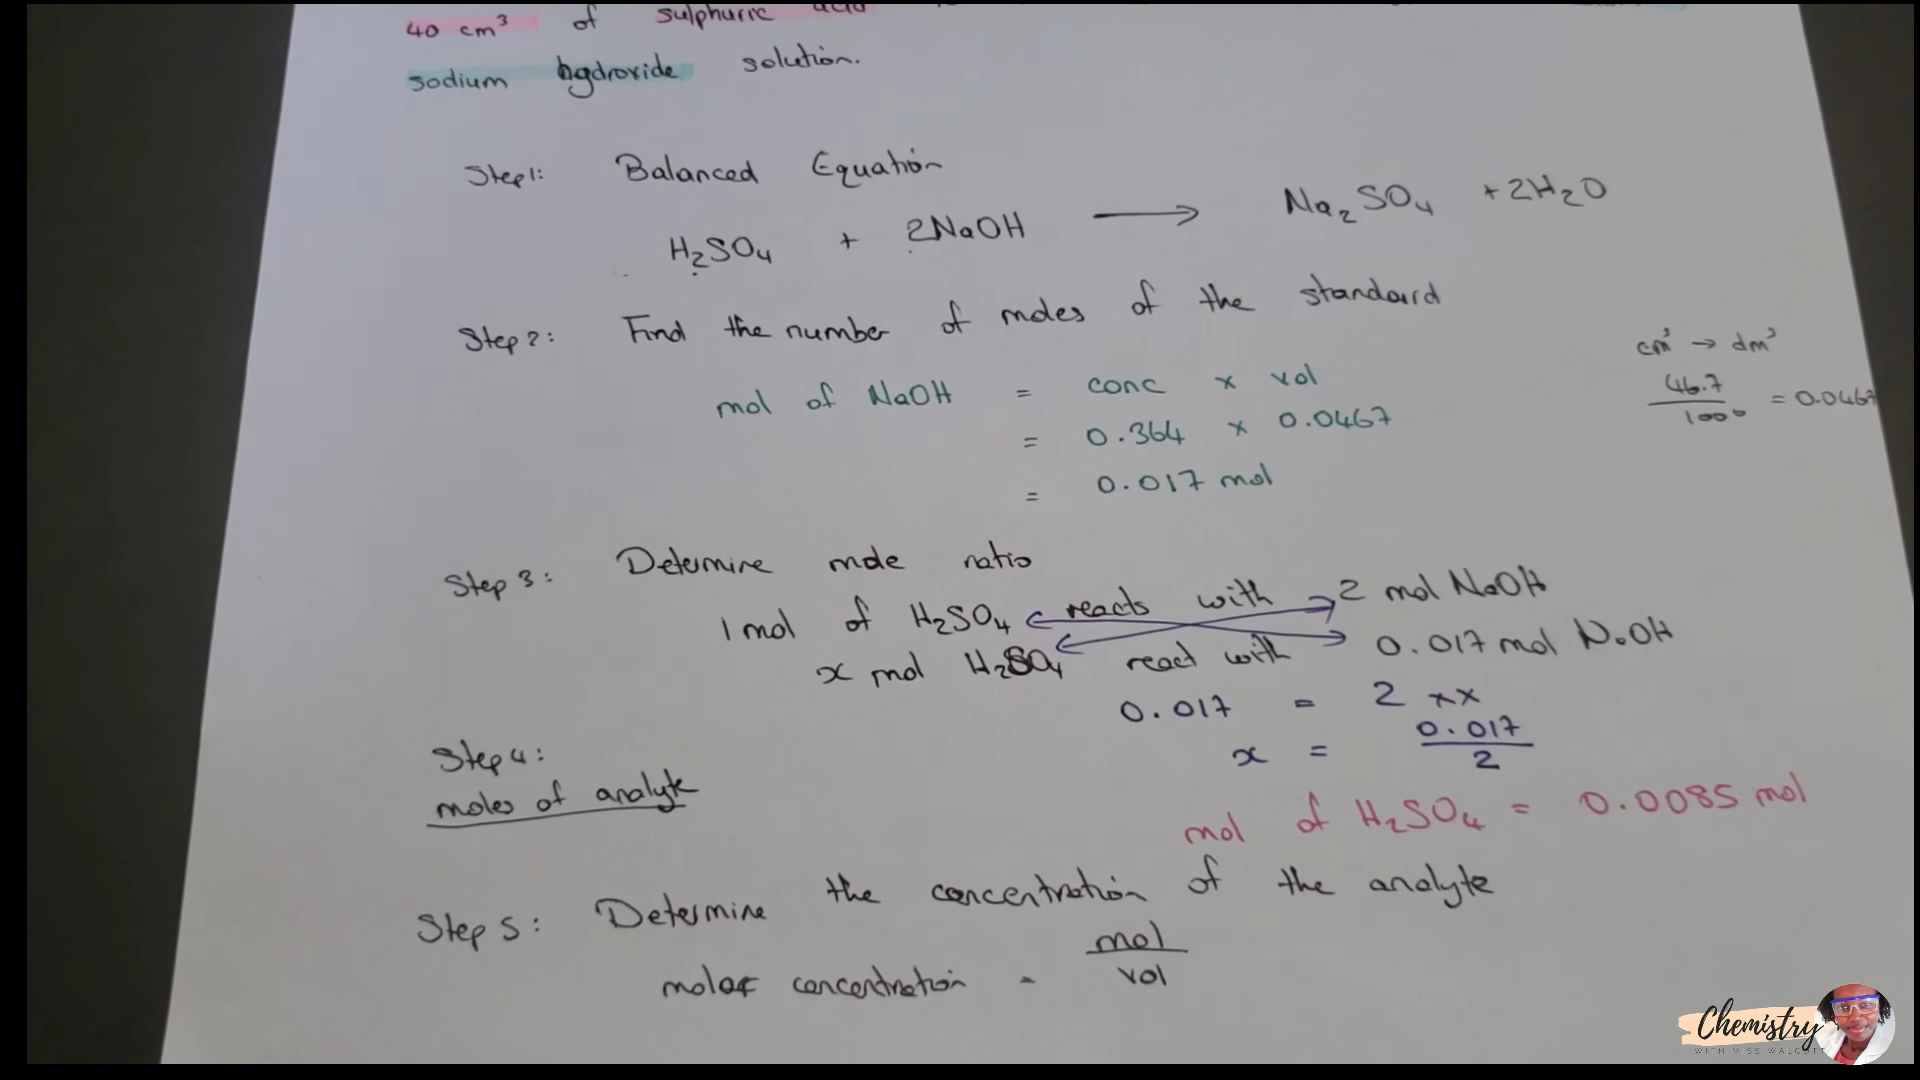 40 cm³ of sulphuric acid
sodium hydroxide solution.
Step1: Balanced Equation
H₂SO₄ + 2NaOH → Na₂SO₄ + 2H₂O
Step 2: Find the number of moles of the standard
cm³ → dm³
46.7
1000
= 0.0467
mol of NaOH = conc x vol
= 0.364 x 0.0467
= 0.017 mol
Step 3: Determine mole ratio
1 mol of H₂SO₄ reacts with 2 mol NaOH
x mol H₂SO₄ react with 0.017 mol NaOH
0.017 = 2 x x
x = 0.017
2
Step 4:
moles of analyte
mol of H₂SO₄ = 0.0085 mol
Step 5: Determine the concentration of the analyte
molar concentration = mol
vol
Chemistry
WITH MISS WALCOTT